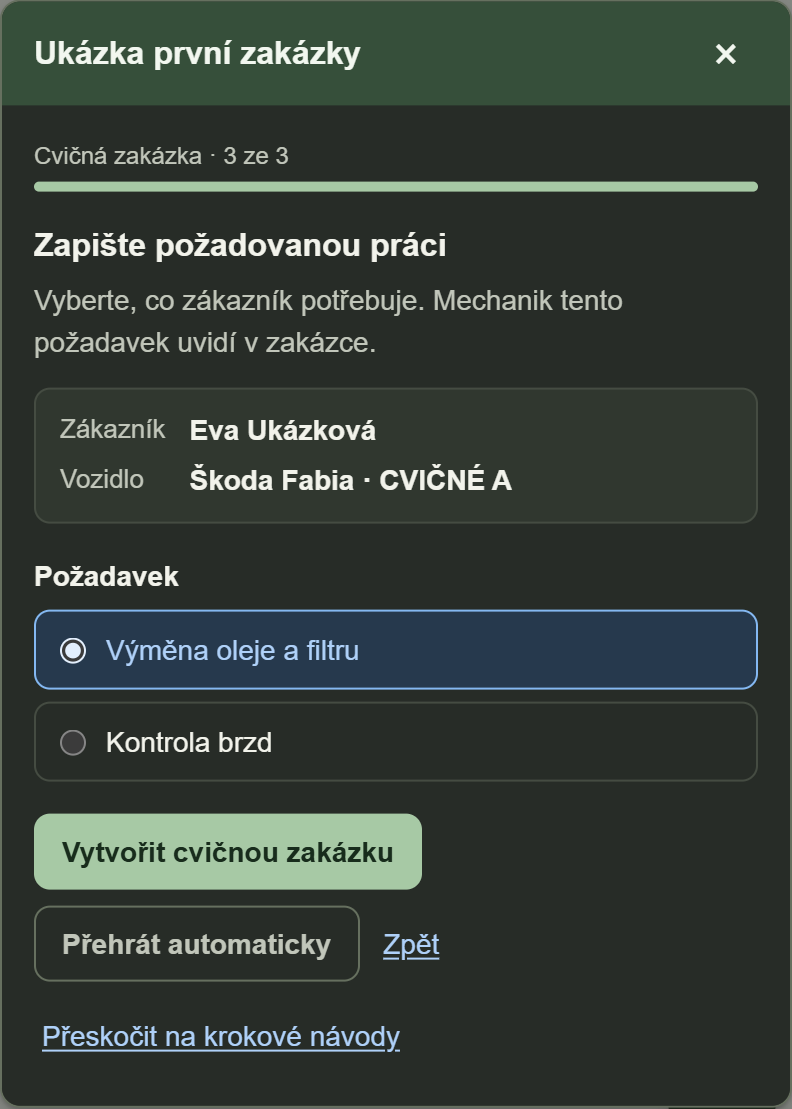 Ukázka první zakázky
Cvičná zakázka · 3 ze 3
Zapište požadovanou práci
Vyberte, co zákazník potřebuje. Mechanik tento
požadavek uvidí v zakázce.
Zákazník Eva Ukázková
Vozidlo Škoda Fabia · CVIČNÉ A
Požadavek
Výměna oleje a filtru
Kontrola brzd
Vytvořit cvičnou zakázku
Přehrát automaticky Zpět
Přeskočit na krokové návody